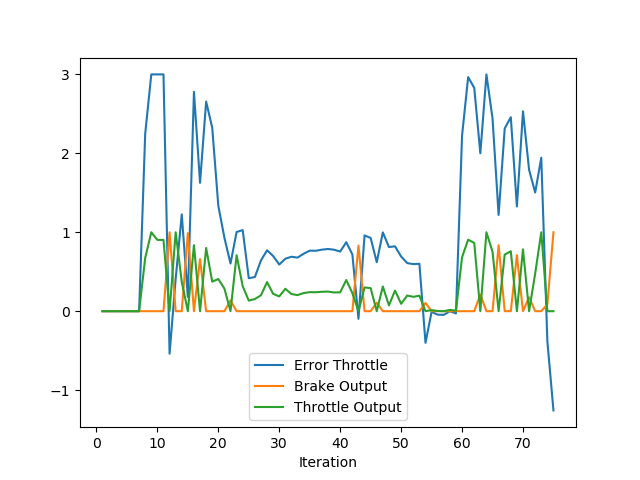 3
2
1
0
−1
Error Throttle
Brake Output
Throttle Output
0 10 20 30 40 50 60 70
Iteration